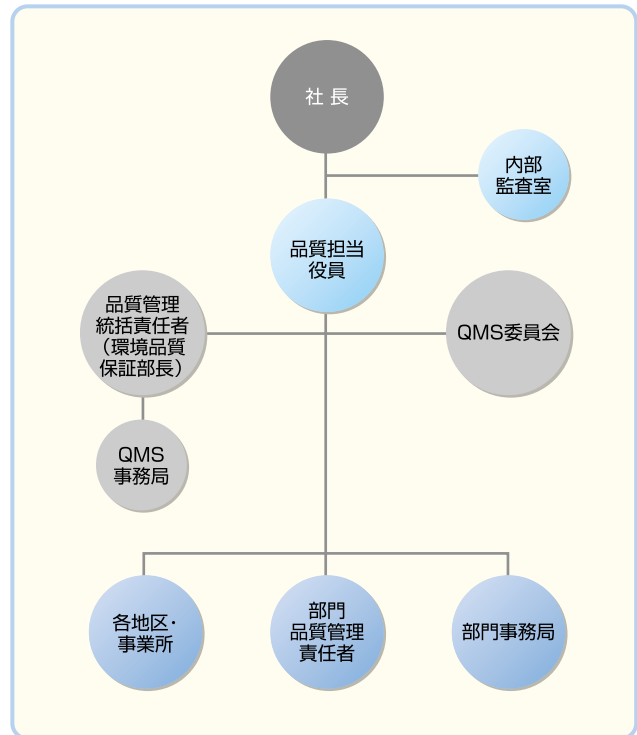 社 長
内部
監査室
品質担当
役員
品質管理
統括責任者
（環境品質
保証部長）
QMS委員会
QMS
事務局
各地区・
事業所
部門
品質管理
責任者
部門事務局